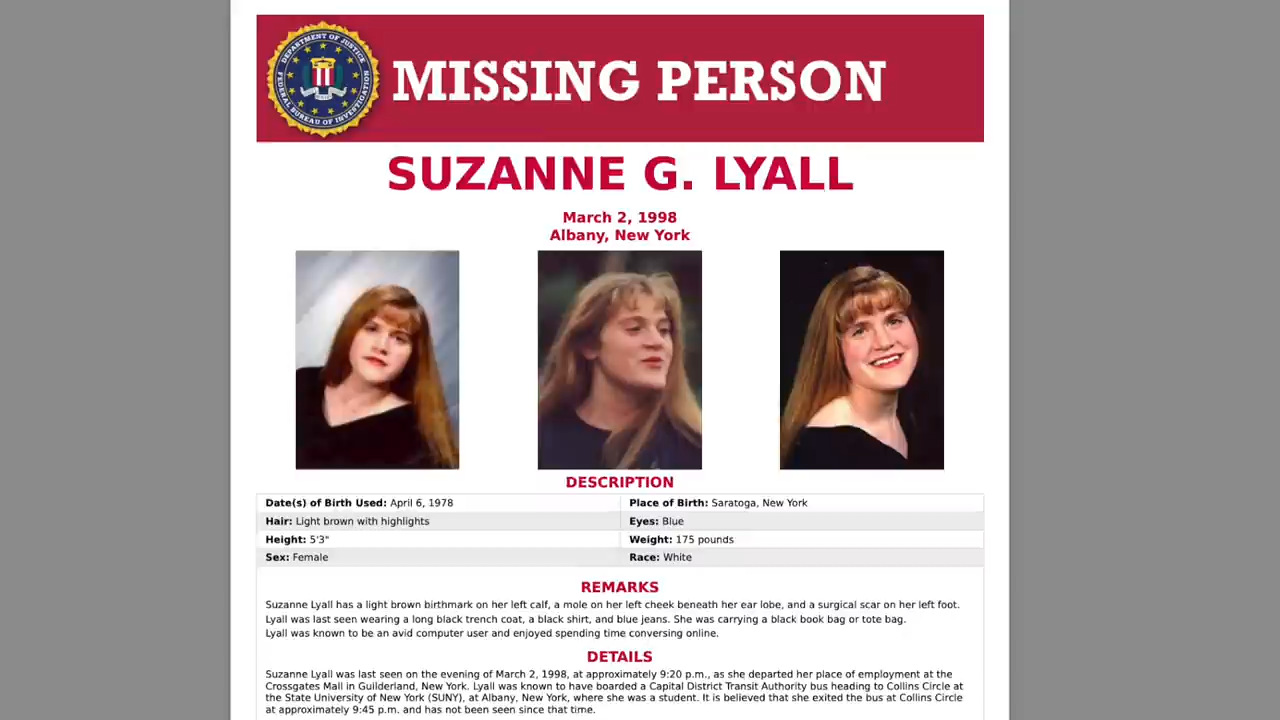 DEPARTMENT OF JUSTICE
FEDERAL BUREAU OF INVESTIGATION
MISSING PERSON
SUZANNE G. LYALL
March 2, 1998
Albany, New York
DESCRIPTION
Date(s) of Birth Used: April 6, 1978 Place of Birth: Saratoga, New York
Hair: Light brown with highlights Eyes: Blue
Height: 5'3" Weight: 175 pounds
Sex: Female Race: White
REMARKS
Suzanne Lyall has a light brown birthmark on her left calf, a mole on her left cheek beneath her ear lobe, and a surgical scar on her left foot.
Lyall was last seen wearing a long black trench coat, a black shirt, and blue jeans. She was carrying a black book bag or tote bag.
Lyall was known to be an avid computer user and enjoyed spending time conversing online.
DETAILS
Suzanne Lyall was last seen on the evening of March 2, 1998, at approximately 9:20 p.m., as she departed her place of employment at the
Crossgates Mall in Guilderland, New York. Lyall was known to have boarded a Capital District Transit Authority bus heading to Collins Circle at
the State University of New York (SUNY), at Albany, New York, where she was a student. It is believed that she exited the bus at Collins Circle
at approximately 9:45 p.m. and has not been seen since that time.